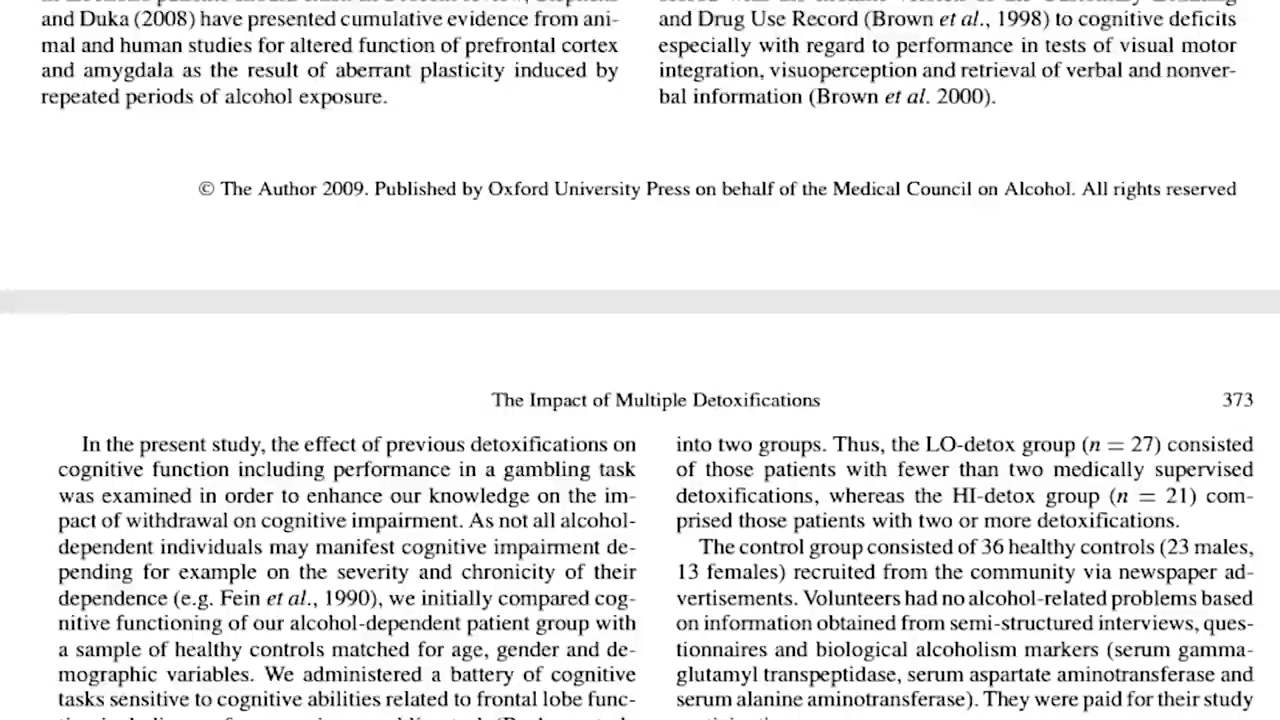 and Duka (2008) have presented cumulative evidence from ani-
mal and human studies for altered function of prefrontal cortex
and amygdala as the result of aberrant plasticity induced by
repeated periods of alcohol exposure.
and Drug Use Record (Brown et al., 1998) to cognitive deficits
especially with regard to performance in tests of visual motor
integration, visuoperception and retrieval of verbal and nonver-
bal information (Brown et al. 2000).
© The Author 2009. Published by Oxford University Press on behalf of the Medical Council on Alcohol. All rights reserved
The Impact of Multiple Detoxifications 373
In the present study, the effect of previous detoxifications on
cognitive function including performance in a gambling task
was examined in order to enhance our knowledge on the im-
pact of withdrawal on cognitive impairment. As not all alcohol-
dependent individuals may manifest cognitive impairment de-
pending for example on the severity and chronicity of their
dependence (e.g. Fein et al., 1990), we initially compared cog-
nitive functioning of our alcohol-dependent patient group with
a sample of healthy controls matched for age, gender and de-
mographic variables. We administered a battery of cognitive
tasks sensitive to cognitive abilities related to frontal lobe func-
into two groups. Thus, the LO-detox group (n = 27) consisted
of those patients with fewer than two medically supervised
detoxifications, whereas the HI-detox group (n = 21) com-
prised those patients with two or more detoxifications.
The control group consisted of 36 healthy controls (23 males,
13 females) recruited from the community via newspaper ad-
vertisements. Volunteers had no alcohol-related problems based
on information obtained from semi-structured interviews, ques-
tionnaires and biological alcoholism markers (serum gamma-
glutamyl transpeptidase, serum aspartate aminotransferase and
serum alanine aminotransferase). They were paid for their study